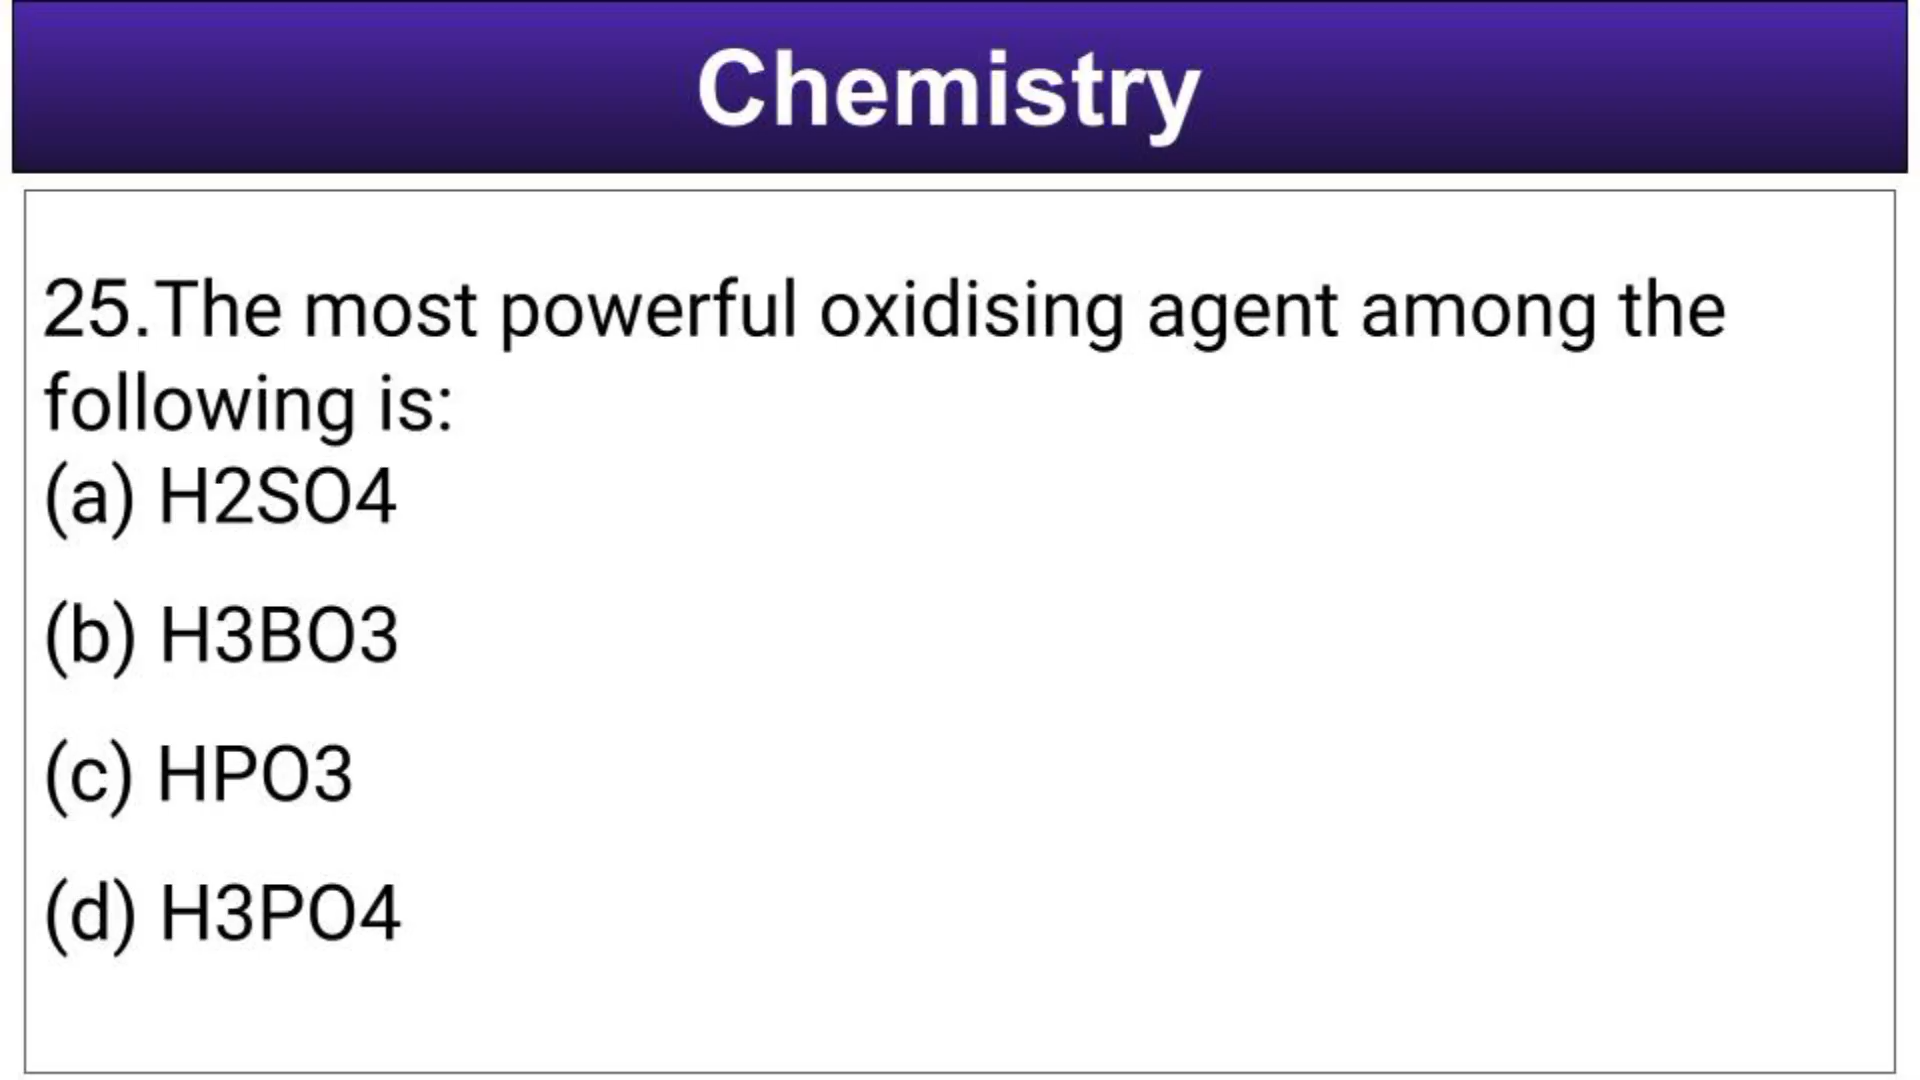 Chemistry
25.The most powerful oxidising agent among the
following is:
(a) H2SO4
(b) H3BO3
(c) HPO3
(d) H3PO4